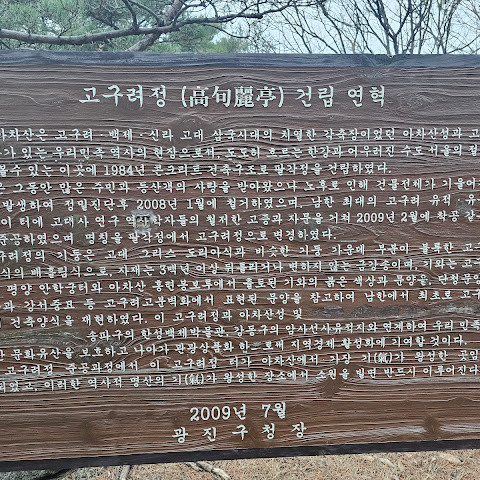 고구려정 (高句麗亭) 건립 연혁
아차산은 고구려 · 백제 · 신라 고대 삼국시대의 치열한 각축장이었던 아차산성과 고
가 있는 우리민족 역사의 현장으로써, 도도히 흐르는 한강과 어우러진 수도 서울의
볼수 있는 이곳에 1984년 콘크리트 건축구조로 팔각정을 건립하였다.
은 그동안 많은 주민과 등산객의 사랑을 받아왔으나 노후로 인해 건물전체가 기울어
발생하여 정밀진단후 2008년 1월에 철거하였으며, 남한 최대의 고구려 유적
이 터에 고대사 연구 학자들의 철저한 고증과 자문을 거쳐 2009년 2월에 착공
준공하였으며 명칭을 팔각정에서 고구려정으로 변경하였다.
구려정의 기둥은 고대 그리스 도리아식과 비슷한 기둥 가운데 부분이 볼록한 고
식의 배흘림식으로, 자재는 3백년 이상 뒤틀리거나 변하지 않는 금강송이며, 기와는 고
평양 안학궁터와 아차산 홍련봉보루에서 출토된 기와의 붉은 색상과 문양을, 단청문
과 강서중묘 등 고구려고분벽화에서 표현된 문양을 참고하여 남한에서 최초로 고구
건축양식을 재현하였다. 이 고구려정과 아차산성 및
송파구의 한성백제박물관, 강동구의 암사선사유적지와 연계하여 우리 민족
문화유산을 보호하고 나아가 관광상품화 하므로써 지역경제 활성화에 기여할 것이다.
고구려정 준공과정에서 이 고구려정 터가 아차산에서 가장 기(氣)가 왕성한 곳임
되었고, 이러한 역사적 명산의 기(氣)가 왕성한 장소에서 소원을 빌면 반드시 이루어진다
2009년 7월
광진구청장